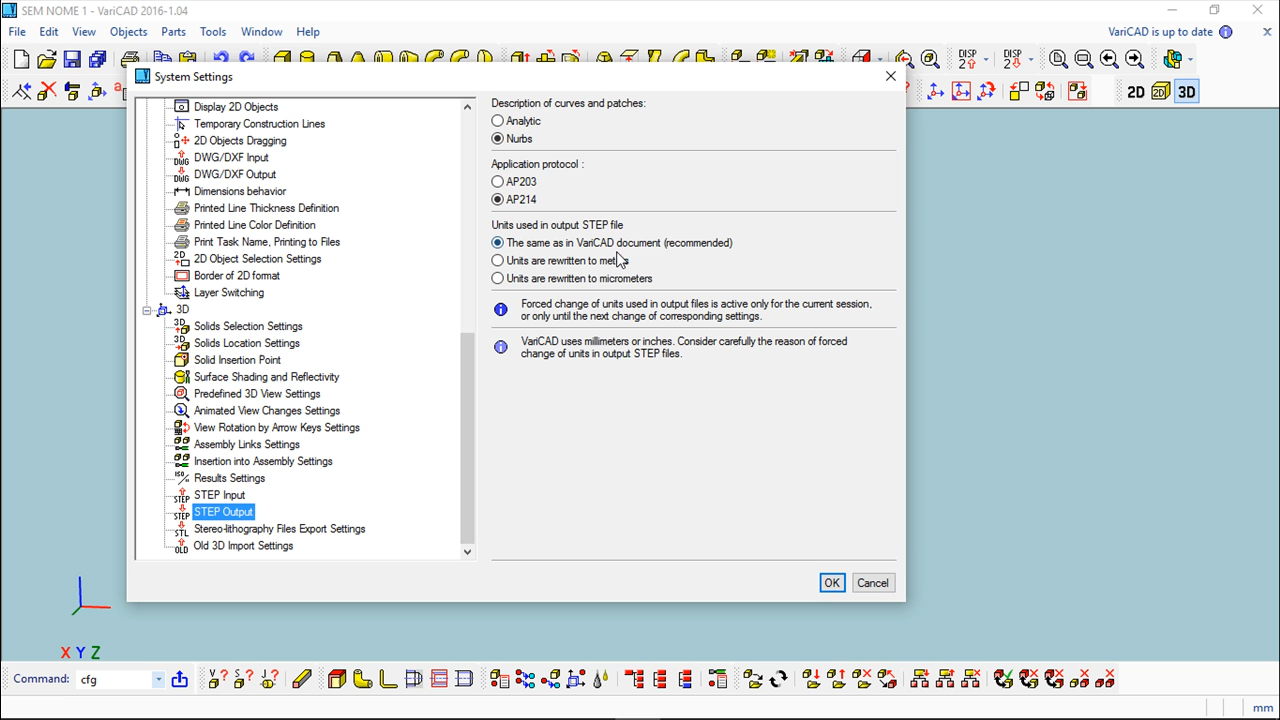 SEM NOME 1 - VariCAD 2016-1.04
File Edit View Objects Parts Tools Window Help
VariCAD is up to date
DISP
2
DISP
2
2D
3D
System Settings
Display 2D Objects
Temporary Construction Lines
2D Objects Dragging
DWG/DXF Input
DWG/DXF Output
Dimensions behavior
Printed Line Thickness Definition
Printed Line Color Definition
Print Task Name, Printing to Files
2D Object Selection Settings
Border of 2D format
Layer Switching
3D
Solids Selection Settings
Solids Location Settings
Solid Insertion Point
Surface Shading and Reflectivity
Predefined 3D View Settings
Animated View Changes Settings
View Rotation by Arrow Keys Settings
Assembly Links Settings
Insertion into Assembly Settings
Results Settings
STEP Input
STEP Output
Stereo-lithography Files Export Settings
Old 3D Import Settings
Description of curves and patches:
Analytic
Nurbs
Application protocol :
AP203
AP214
Units used in output STEP file
The same as in VariCAD document (recommended)
Units are rewritten to
Units are rewritten to micrometers
Forced change of units used in output files is active only for the current session,
or only until the next change of corresponding settings.
VariCAD uses millimeters or inches. Consider carefully the reason of forced
change of units in output STEP files.
OK
Cancel
X Y Z
Command: cfg
mm